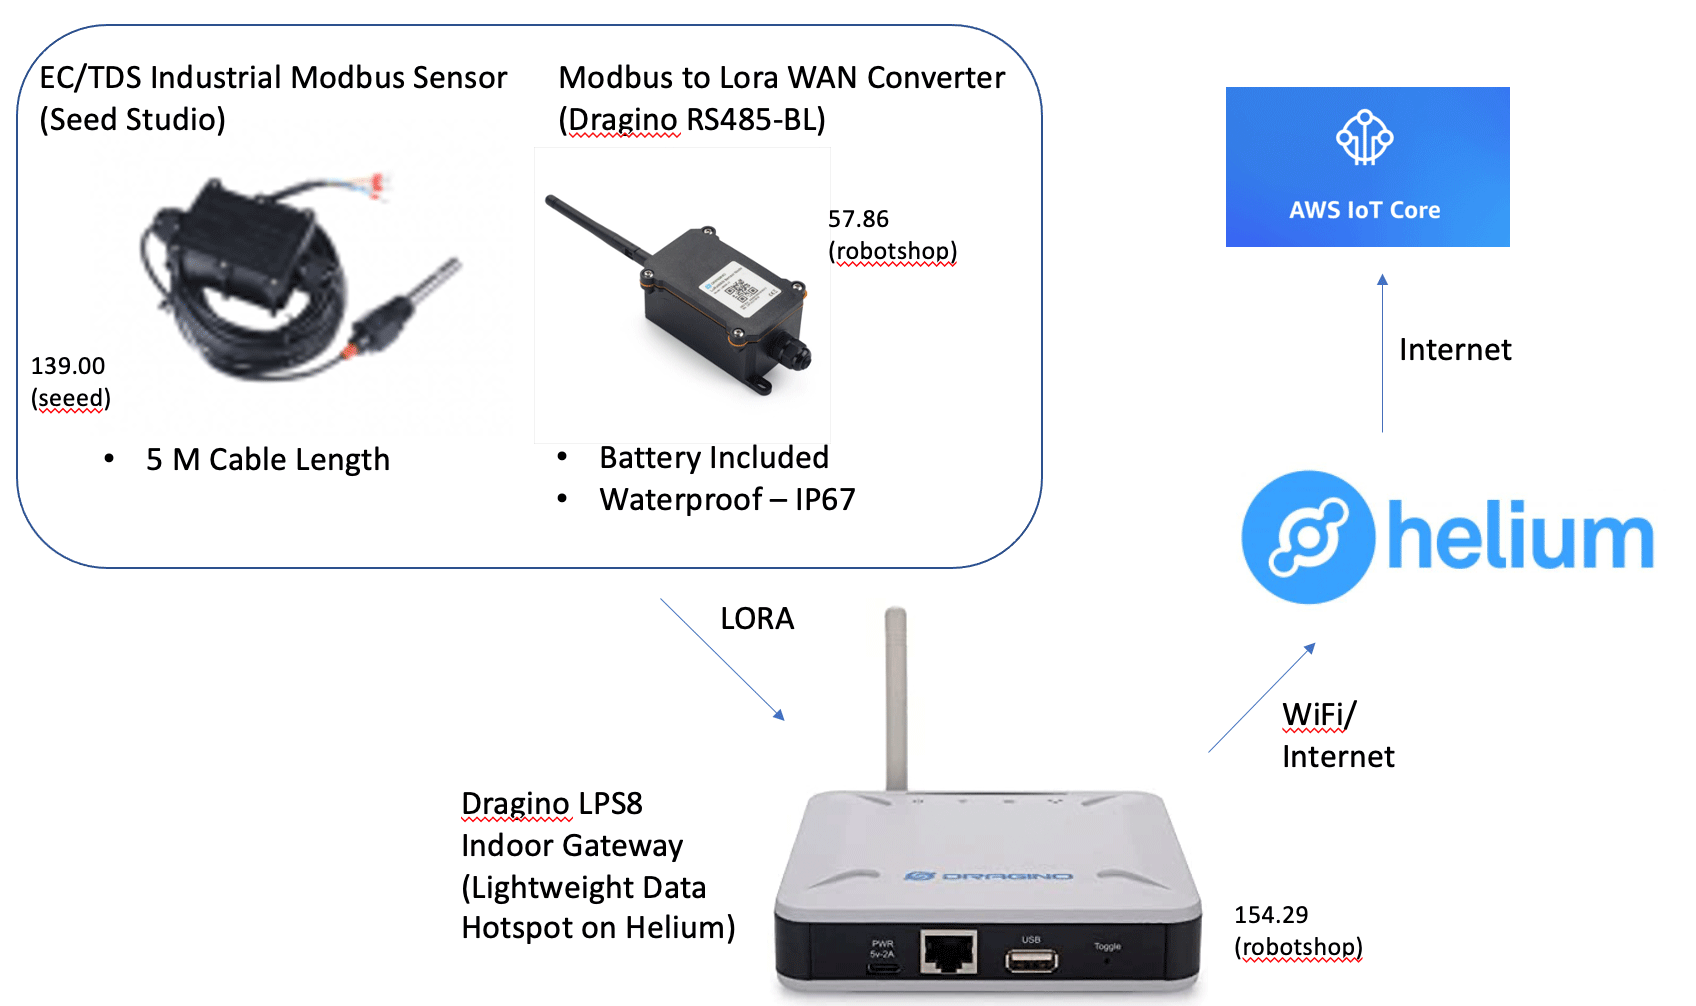 EC/TDS Industrial Modbus Sensor
(Seed Studio)
Modbus to Lora WAN Converter
(Dragino RS485-BL)
57.86
(robotshop)
139.00
(seeed)
• 5 M Cable Length
• Battery Included
• Waterproof – IP67
AWS IoT Core
Internet
helium
LORA
WiFi/
Internet
Dragino LPS8
Indoor Gateway
(Lightweight Data
Hotspot on Helium)
DRAGINO
PWR
5v-2A
USB
Toggle
154.29
(robotshop)